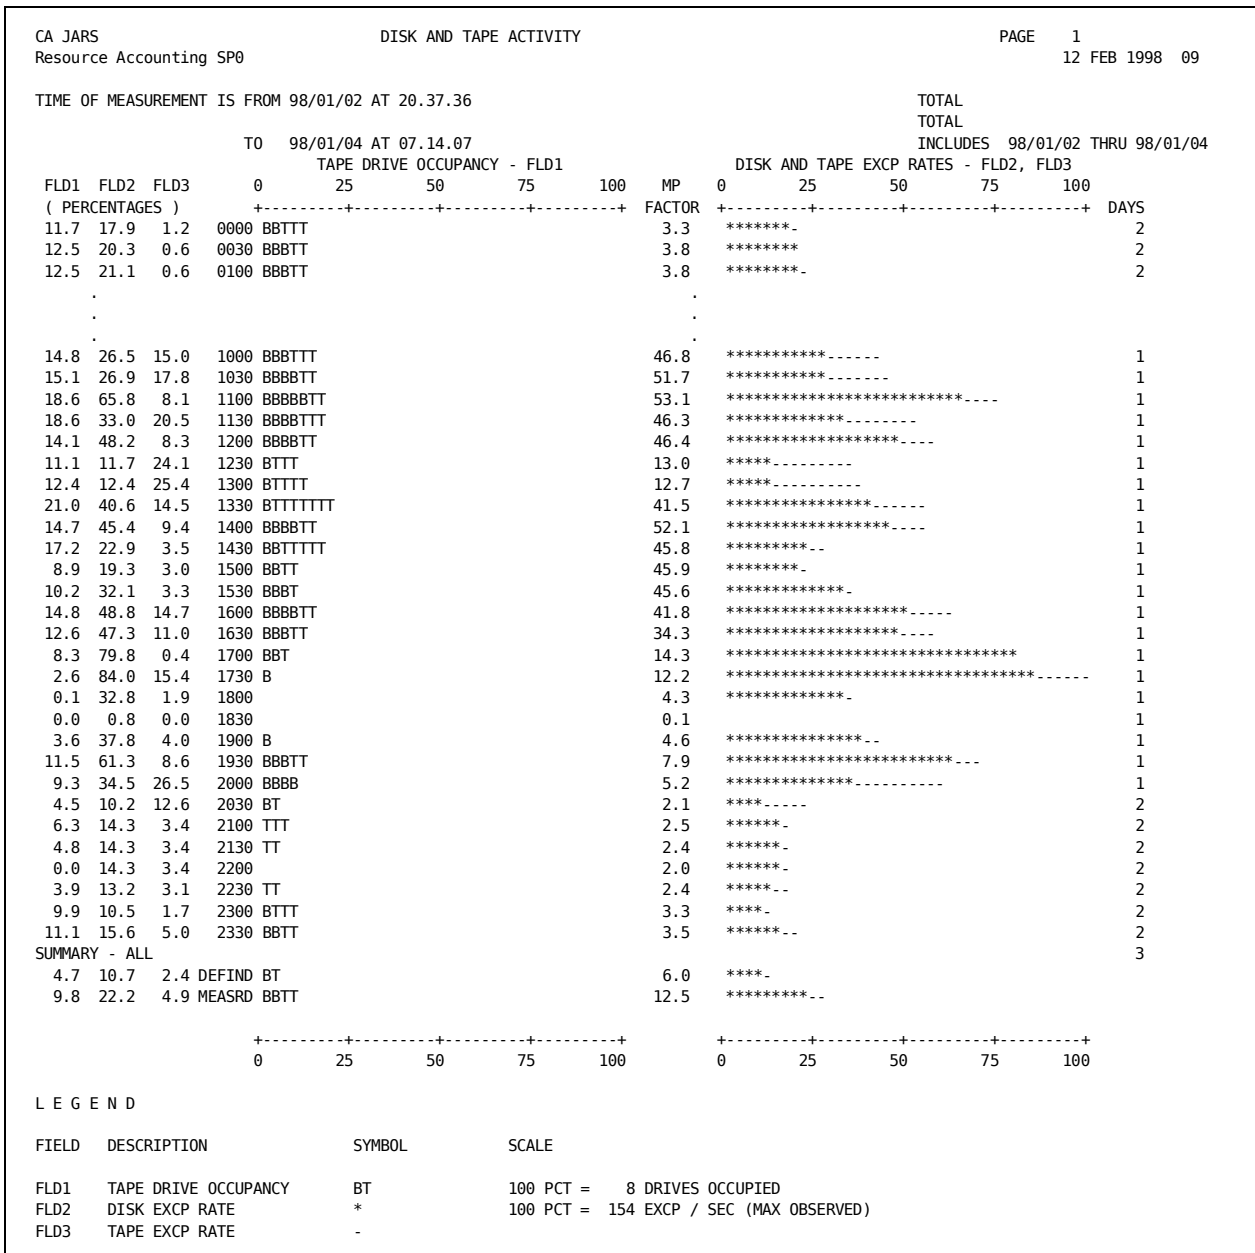 CA JARS                               DISK AND TAPE ACTIVITY                                              PAGE    1
Resource Accounting SP0                                                                                          12 FEB 1998  09
TIME OF MEASUREMENT IS FROM 98/01/02 AT 20.37.36                                                 TOTAL
                                                                                                 TOTAL
                       TO   98/01/04 AT 07.14.07                                                 INCLUDES  98/01/02 THRU 98/01/04
                               TAPE DRIVE OCCUPANCY - FLD1                   DISK AND TAPE EXCP RATES - FLD2, FLD3
 FLD1  FLD2  FLD3       0        25        50        75       100    MP    0        25        50        75       100
 ( PERCENTAGES )        +---------+---------+---------+---------+  FACTOR  +---------+---------+---------+---------+  DAYS
 11.7  17.9   1.2   0000 BBTTT                                       3.3    *******-                                     2
 12.5  20.3   0.6   0030 BBBTT                                       3.8    ********                                     2
 12.5  21.1   0.6   0100 BBBTT                                       3.8    ********-                                    2
      .                                                                 .
      .                                                                 .
      .                                                                 .
 14.8  26.5  15.0   1000 BBBTTT                                     46.8    ***********------                            1
 15.1  26.9  17.8   1030 BBBBTT                                     51.7    ***********-------                           1
 18.6  65.8   8.1   1100 BBBBBTT                                    53.1    **************************----               1
 18.6  33.0  20.5   1130 BBBBTTT                                    46.3    *************--------                        1
 14.1  48.2   8.3   1200 BBBBTT                                     46.4    *******************----                      1
 11.1  11.7  24.1   1230 BTTT                                       13.0    *****---------                               1
 12.4  12.4  25.4   1300 BTTTT                                      12.7    *****----------                              1
 21.0  40.6  14.5   1330 BTTTTTTT                                   41.5    ****************------                       1
 14.7  45.4   9.4   1400 BBBBTT                                     52.1    ******************----                       1
 17.2  22.9   3.5   1430 BBTTTTT                                    45.8    *********--                                  1
  8.9  19.3   3.0   1500 BBTT                                       45.9    ********-                                    1
 10.2  32.1   3.3   1530 BBBT                                       45.6    *************-                               1
 14.8  48.8  14.7   1600 BBBBTT                                     41.8    ********************-----                    1
 12.6  47.3  11.0   1630 BBBTT                                      34.3    *******************----                      1
  8.3  79.8   0.4   1700 BBT                                        14.3    ********************************             1
  2.6  84.0  15.4   1730 B                                          12.2    **********************************------     1
  0.1  32.8   1.9   1800                                             4.3    *************-                               1
  0.0   0.8   0.0   1830                                             0.1                                                 1
  3.6  37.8   4.0   1900 B                                           4.6    ***************--                            1
 11.5  61.3   8.6   1930 BBBTT                                       7.9    *************************---                 1
  9.3  34.5  26.5   2000 BBBB                                        5.2    **************----------                     1
  4.5  10.2  12.6   2030 BT                                          2.1    ****-----                                    2
  6.3  14.3   3.4   2100 TTT                                         2.5    ******-                                      2
  4.8  14.3   3.4   2130 TT                                          2.4    ******-                                      2
  0.0  14.3   3.4   2200                                             2.0    ******-                                      2
  3.9  13.2   3.1   2230 TT                                          2.4    *****--                                      2
  9.9  10.5   1.7   2300 BTTT                                        3.3    ****-                                        2
 11.1  15.6   5.0   2330 BBTT                                        3.5    ******--                                     2
SUMMARY - ALL                                                                                                            3
  4.7  10.7   2.4 DEFIND BT                                          6.0    ****-
  9.8  22.2   4.9 MEASRD BBTT                                       12.5    *********--
                        +---------+---------+---------+---------+          +---------+---------+---------+---------+
                        0        25        50        75       100          0        25        50        75       100
L E G E N D
FIELD   DESCRIPTION                SYMBOL           SCALE
FLD1    TAPE DRIVE OCCUPANCY       BT               100 PCT =    8 DRIVES OCCUPIED
FLD2    DISK EXCP RATE             *                100 PCT =  154 EXCP / SEC (MAX OBSERVED)
FLD3    TAPE EXCP RATE             -